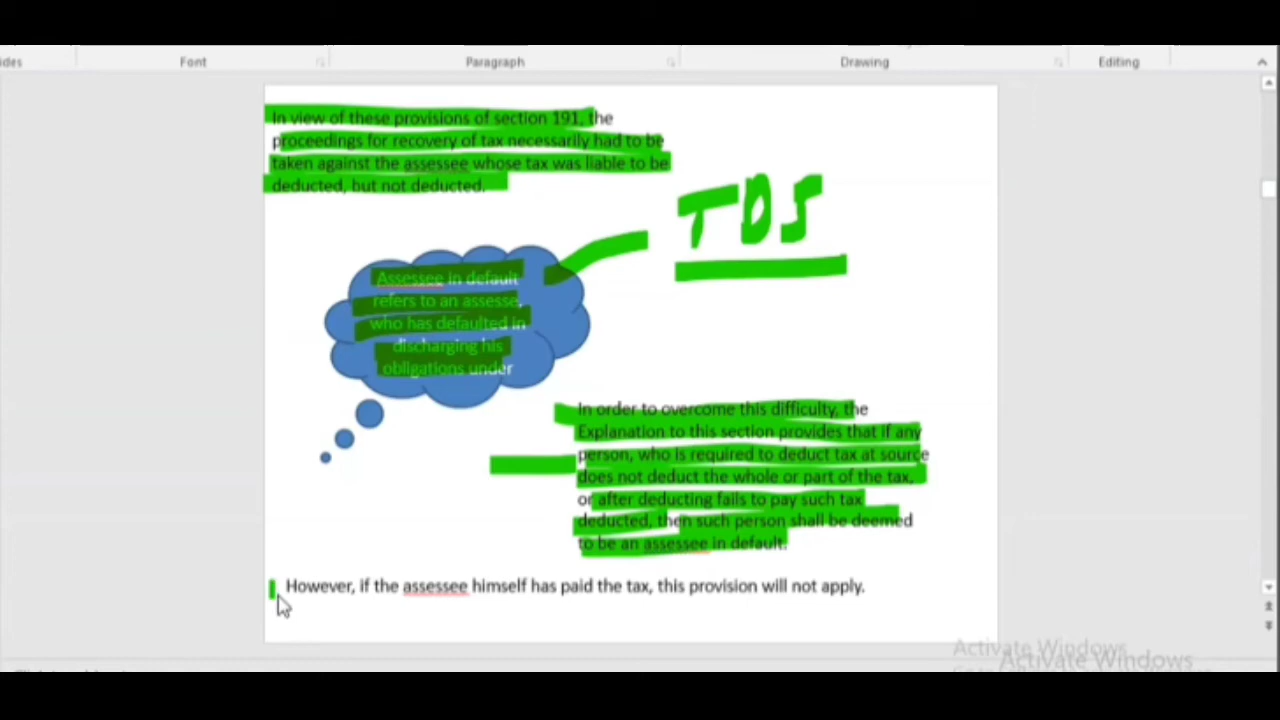 ides
Font
Paragraph
Drawing
Editing
In view of these provisions of section 191, the
proceedings for recovery of tax necessarily had to be
taken against the assessee whose tax was liable to be
deducted, but not deducted.
TDS
Assessee in default
refers to an assesse,
who has defaulted in
discharging his
obligations under
In order to overcome this difficulty, the
Explanation to this section provides that if any
person, who is required to deduct tax at source
does not deduct the whole or part of the tax,
or after deducting fails to pay such tax
deducted, then such person shall be deemed
to be an assessee in default.
However, if the assessee himself has paid the tax, this provision will not apply.
Activate Windows
Activate Windows